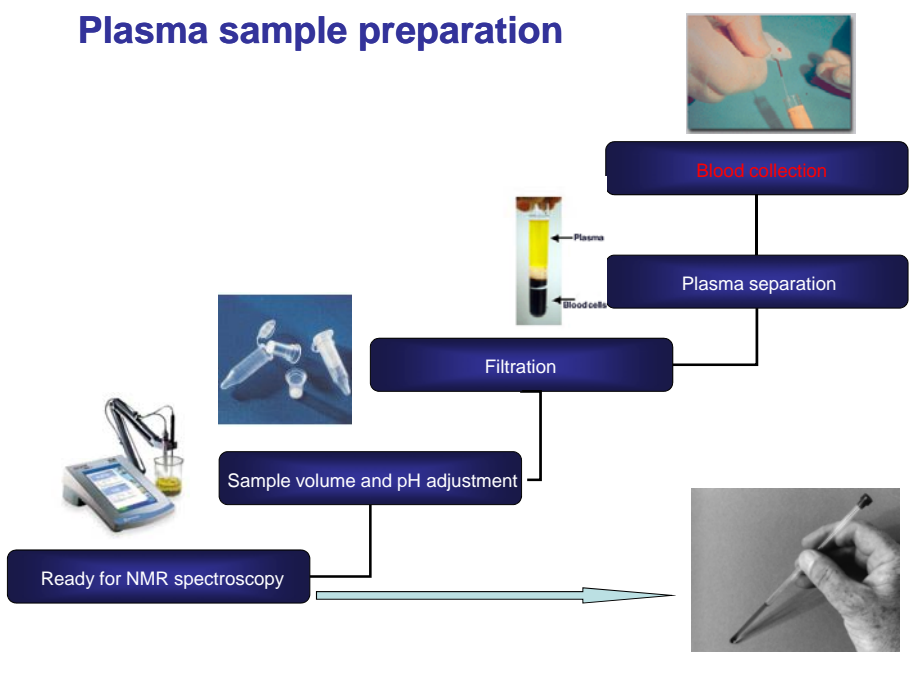 Plasma sample preparation
Blood collection
Plasma
Plasma separation
Blood cells
Filtration
Sample volume and pH adjustment
Ready for NMR spectroscopy